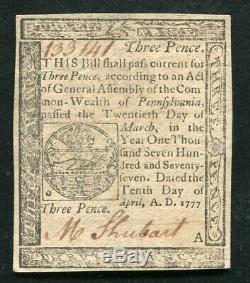 133741 Three Pence.
THIS Bill shall pass current for
Three Pence, according to an Act
of General Assembly of the Com
mon-Wealth of Pennsylvania,
passed the Twentieth Day of
March, in the
Year One Thou
sand Seven Hun
dred and Seventy-
seven. Dated the
Tenth Day of
April, A. D. 1777
Three Pence.
M Shubart
A